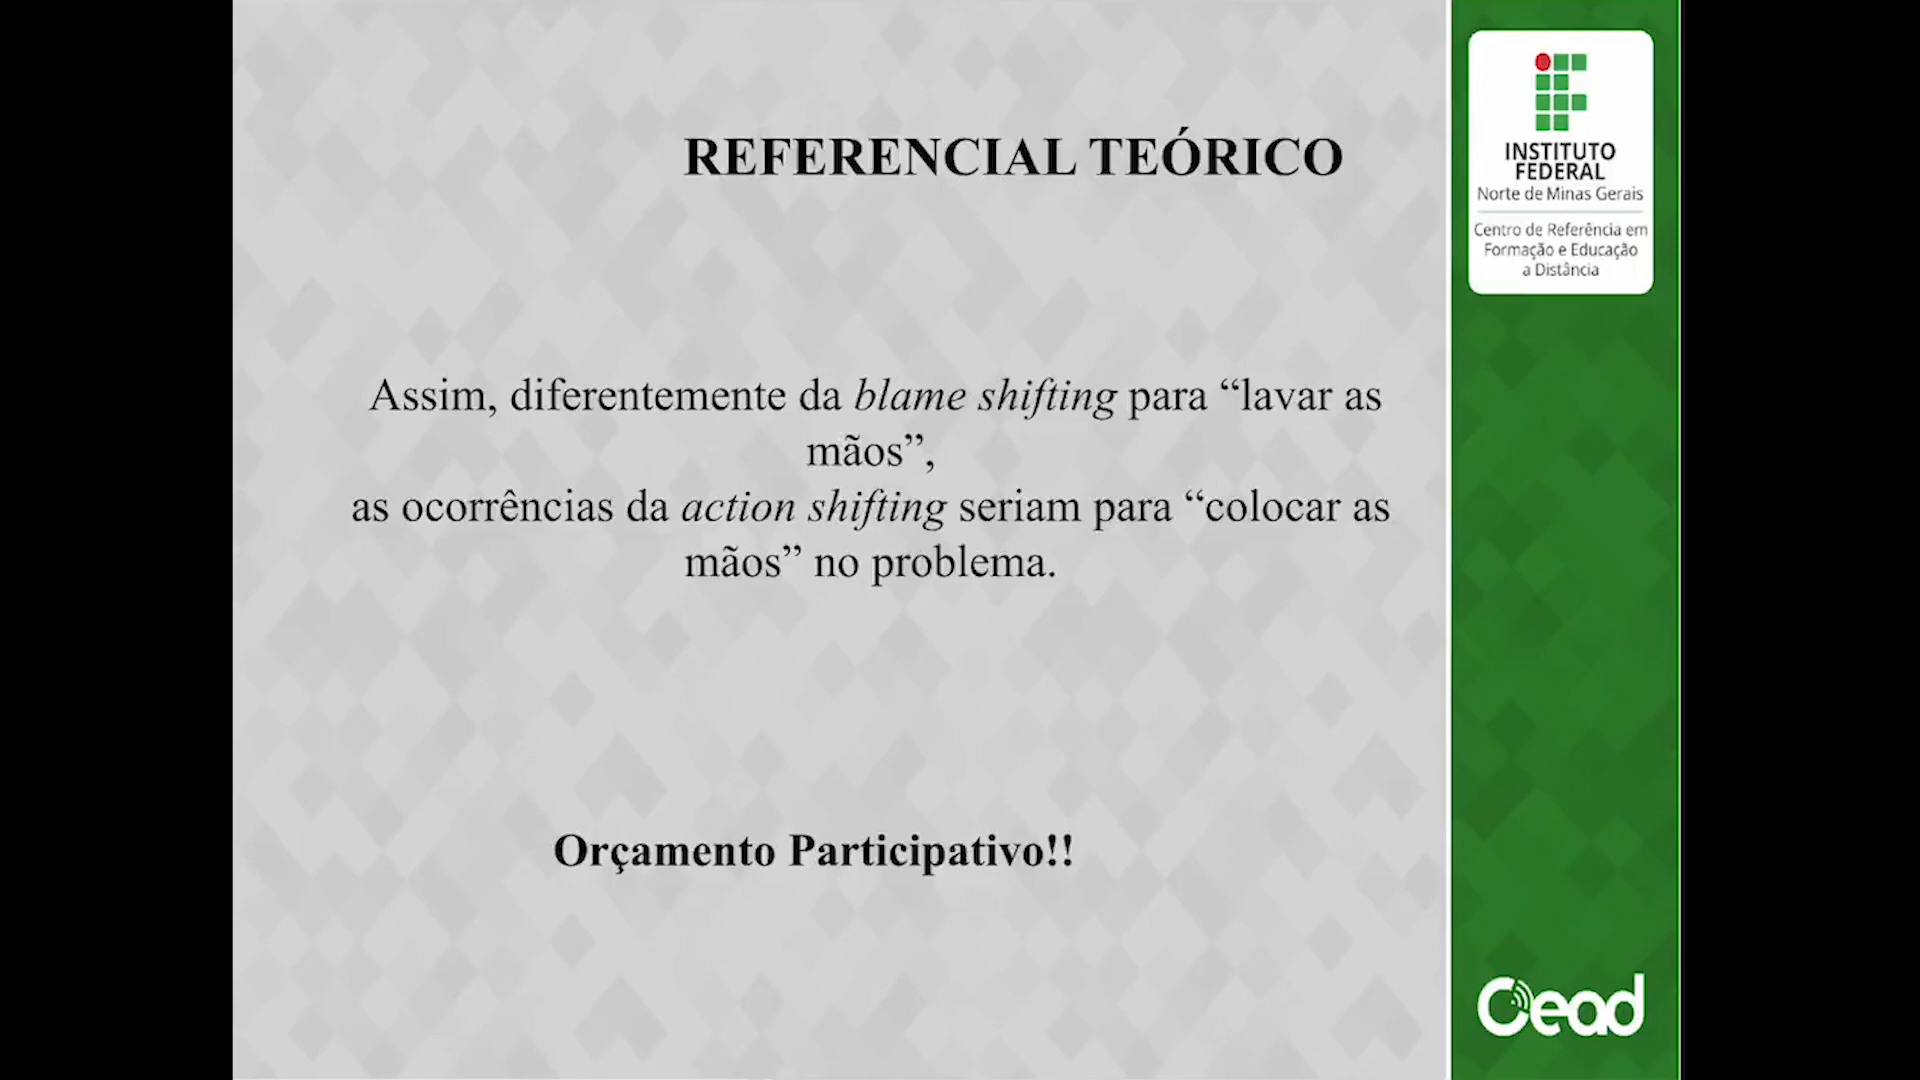 REFERENCIAL TEÓRICO
Assim, diferentemente da blame shifting para “lavar as
mãos”,
as ocorrências da action shifting seriam para “colocar as
mãos” no problema.
Orçamento Participativo!!
INSTITUTO
FEDERAL
Norte de Minas Gerais
Centro de Referência em
Formação e Educação
a Distância
Cead